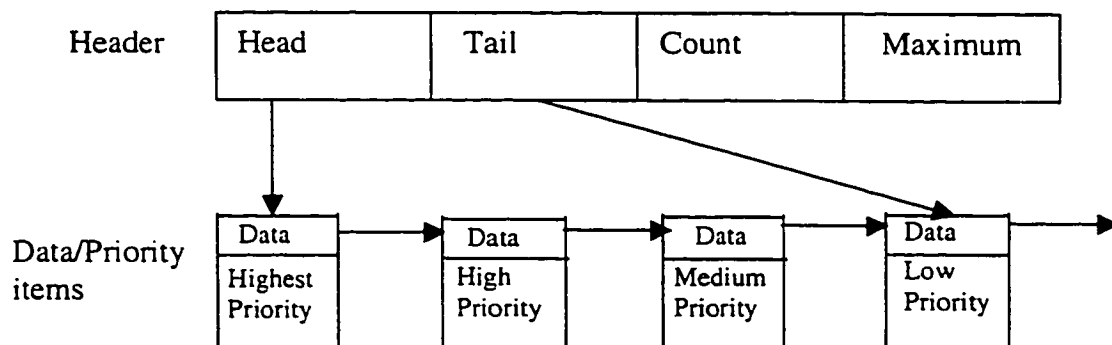 Header Head Tail Count Maximum
Data/Priority
items
Data Data Data Data
Highest
Priority
High
Priority
Medium
Priority
Low
Priority